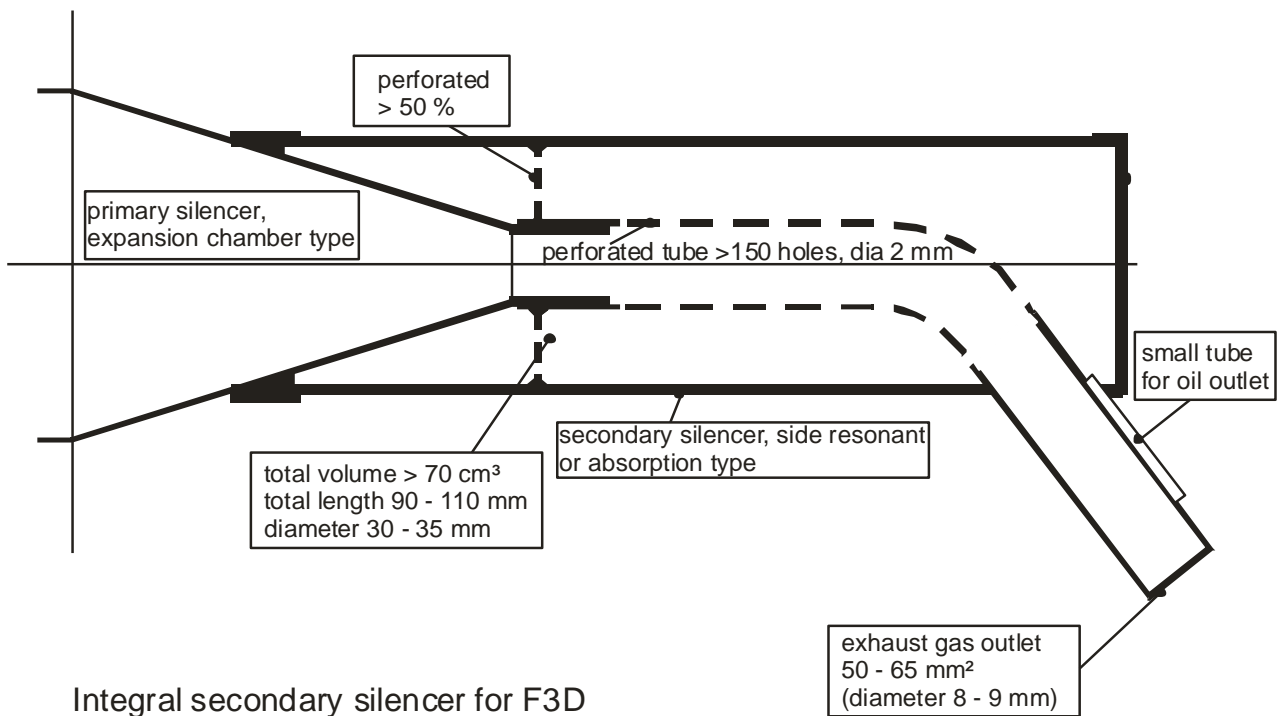 perforated
> 50 %
primary silencer,
expansion chamber type
perforated tube >150 holes, dia 2 mm
small tube
for oil outlet
secondary silencer, side resonant
or absorption type
total volume > 70 cm³
total length 90 - 110 mm
diameter 30 - 35 mm
exhaust gas outlet
50 - 65 mm²
(diameter 8 - 9 mm)
Integral secondary silencer for F3D